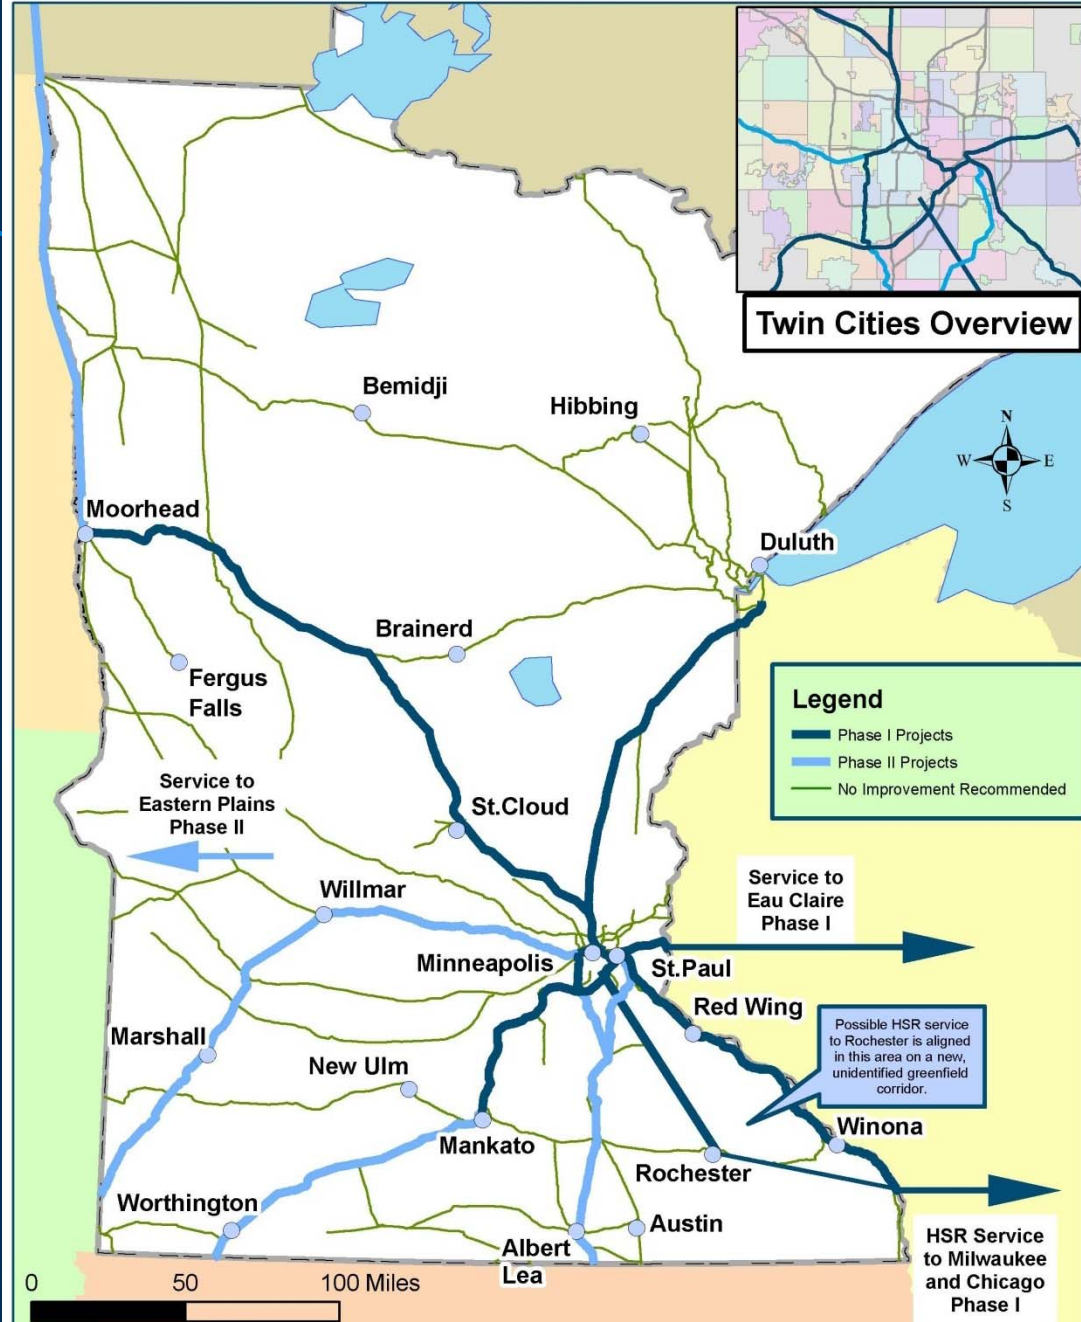 Twin Cities Overview
Bemidji
Hibbing
N
W
E
S
Moorhead
Duluth
Brainerd
Fergus
Falls
Legend
Phase I Projects
Phase II Projects
No Improvement Recommended
Service to
Eastern Plains
Phase II
St.Cloud
Service to
Eau Claire
Phase I
Willmar
Minneapolis
St.Paul
Red Wing
Possible HSR service
to Rochester is aligned
in this area on a new,
unidentified greenfield
corridor.
Marshall
New Ulm
Mankato
Winona
Rochester
Worthington
Austin
Albert
Lea
HSR Service
to Milwaukee
and Chicago
Phase I
0 50 100 Miles